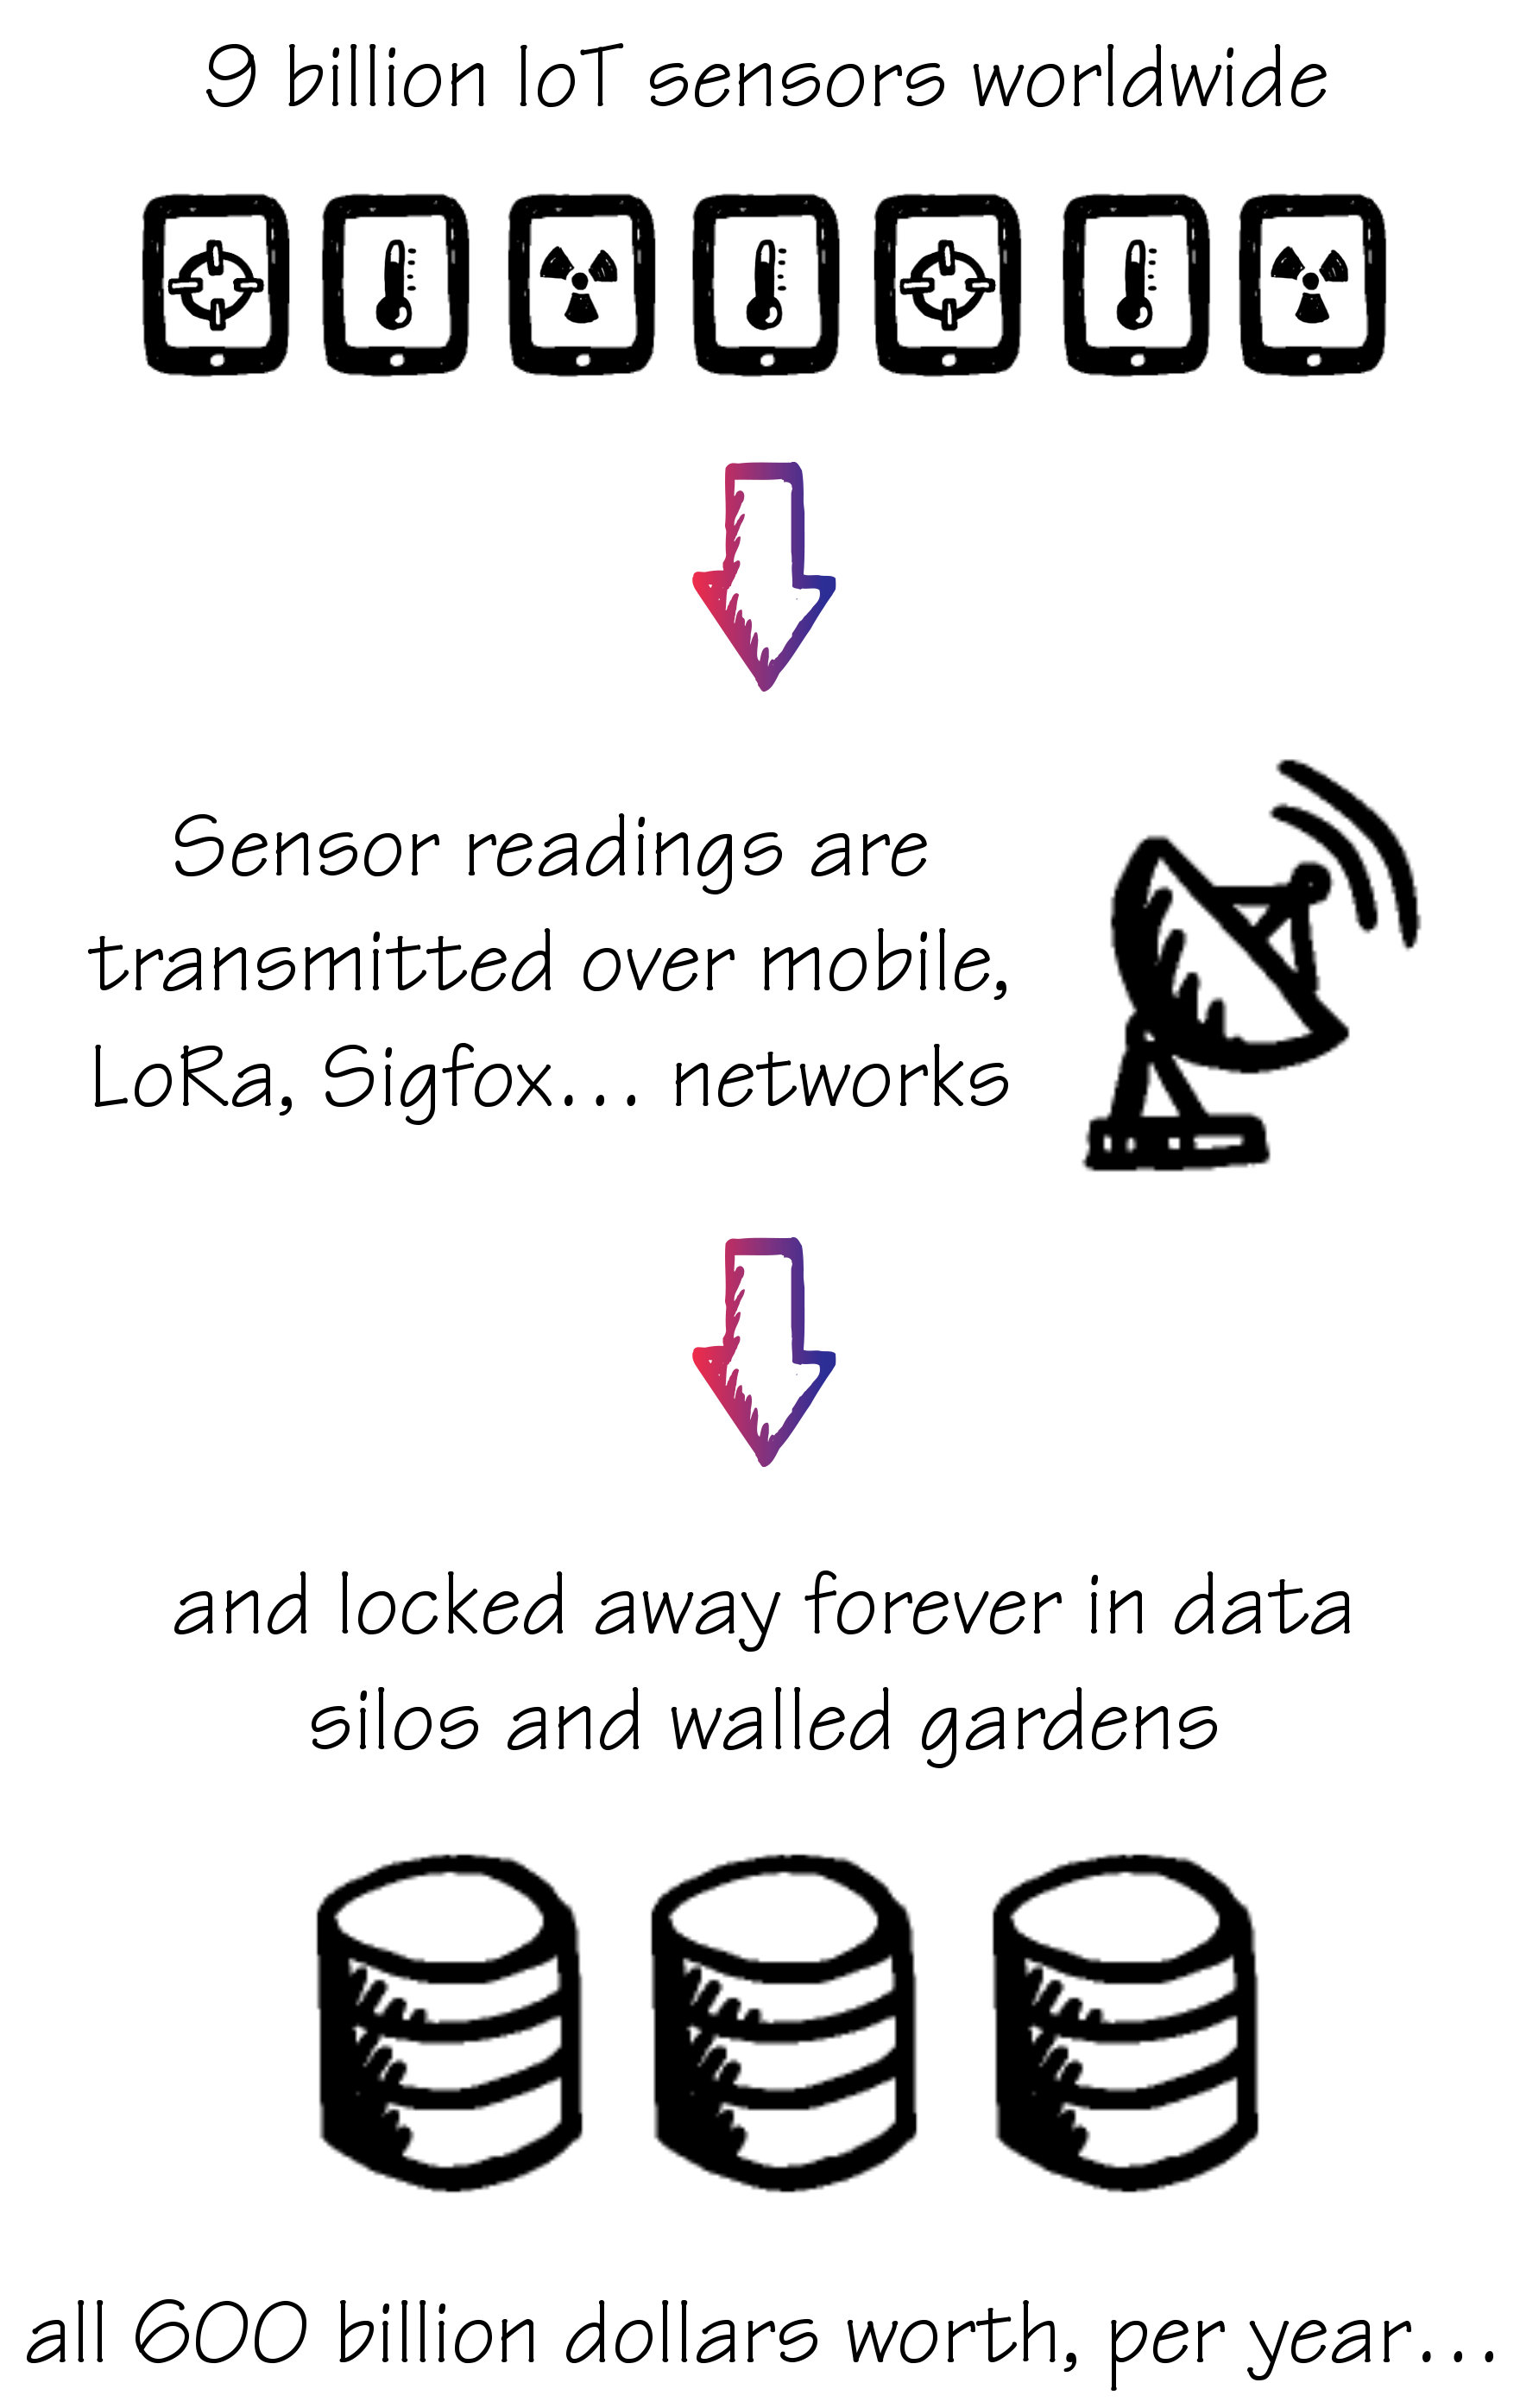 9 billion IoT sensors worldwide
Sensor readings are
transmitted over mobile,
LoRa, Sigfox... networks
and locked away forever in data
silos and walled gardens
all 600 billion dollars worth, per year...